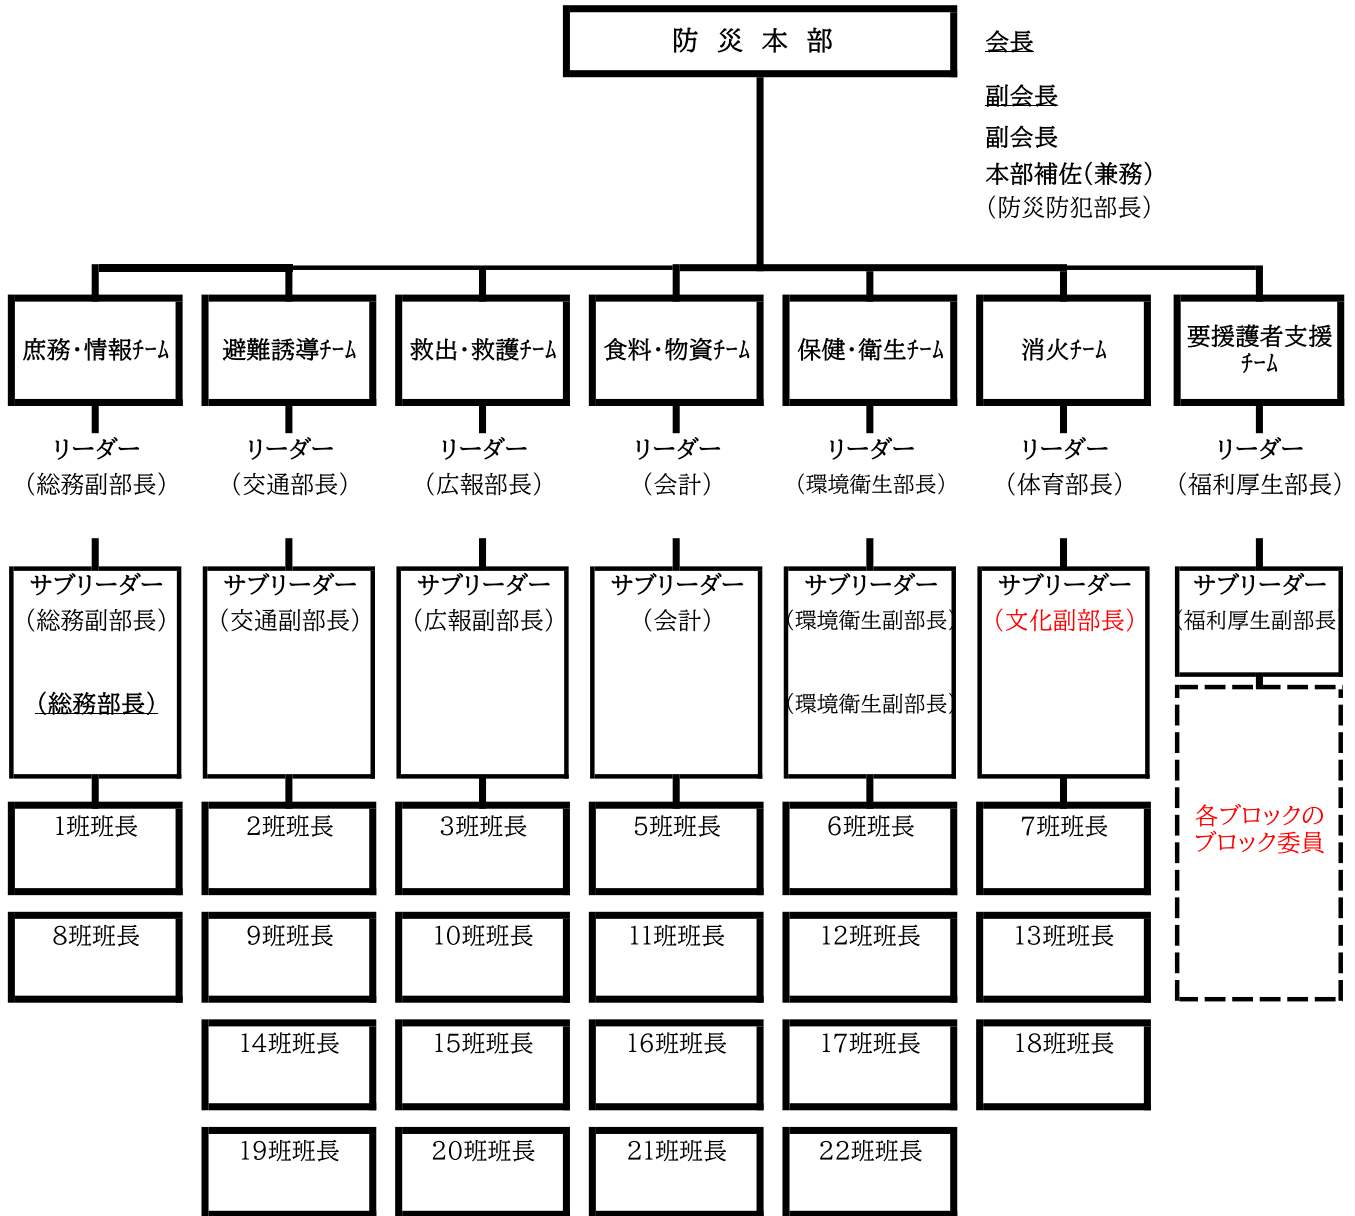 防 災 本 部
会長
副会長
副会長
本部補佐（兼務）
（防災防犯部長）
庶務・情報ﾁｰﾑ
避難誘導ﾁｰﾑ
救出・救護ﾁｰﾑ
食料・物資ﾁｰﾑ
保健・衛生ﾁｰﾑ
消火ﾁｰﾑ
要援護者支援
ﾁｰﾑ
リーダー
リーダー
リーダー
リーダー
リーダー
リーダー
リーダー
（総務副部長）
（交通部長）
（広報部長）
（会計）
（環境衛生部長）
（体育部長）
（福利厚生部長）
サブリーダー
サブリーダー
サブリーダー
サブリーダー
サブリーダー
サブリーダー
サブリーダー
（総務副部長）
（交通副部長）
（広報副部長）
（会計）
（環境衛生副部長）
（文化副部長）
（福利厚生副部長
（総務部長）
（環境衛生副部長）
各ブロックの
ブロック委員
1班班長
2班班長
3班班長
5班班長
6班班長
7班班長
8班班長
9班班長
10班班長
11班班長
12班班長
13班班長
14班班長
15班班長
16班班長
17班班長
18班班長
19班班長
20班班長
21班班長
22班班長